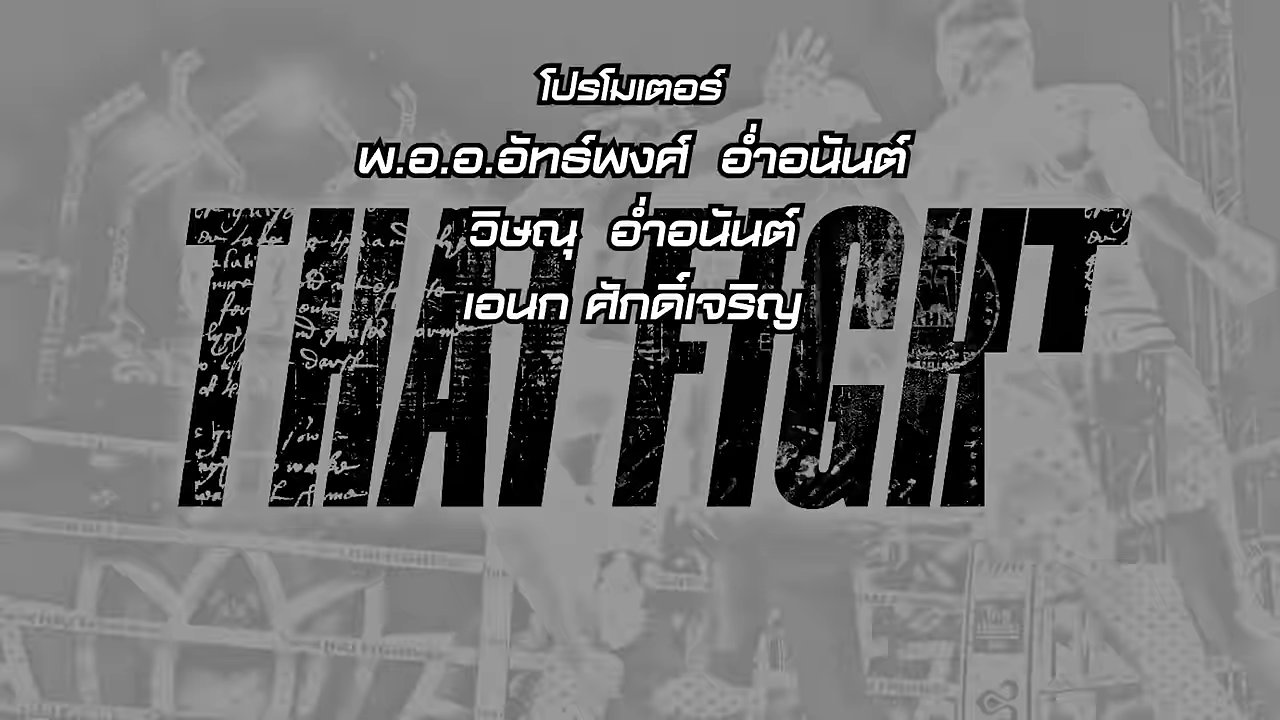 โปรโมเตอร์
พ.อ.อ.อัทธ์พงศ์ อ่ำอนันต์
วิษณุ อ่ำอนันต์
เอนก ศักดิ์เจริญ
THAI FIGHT